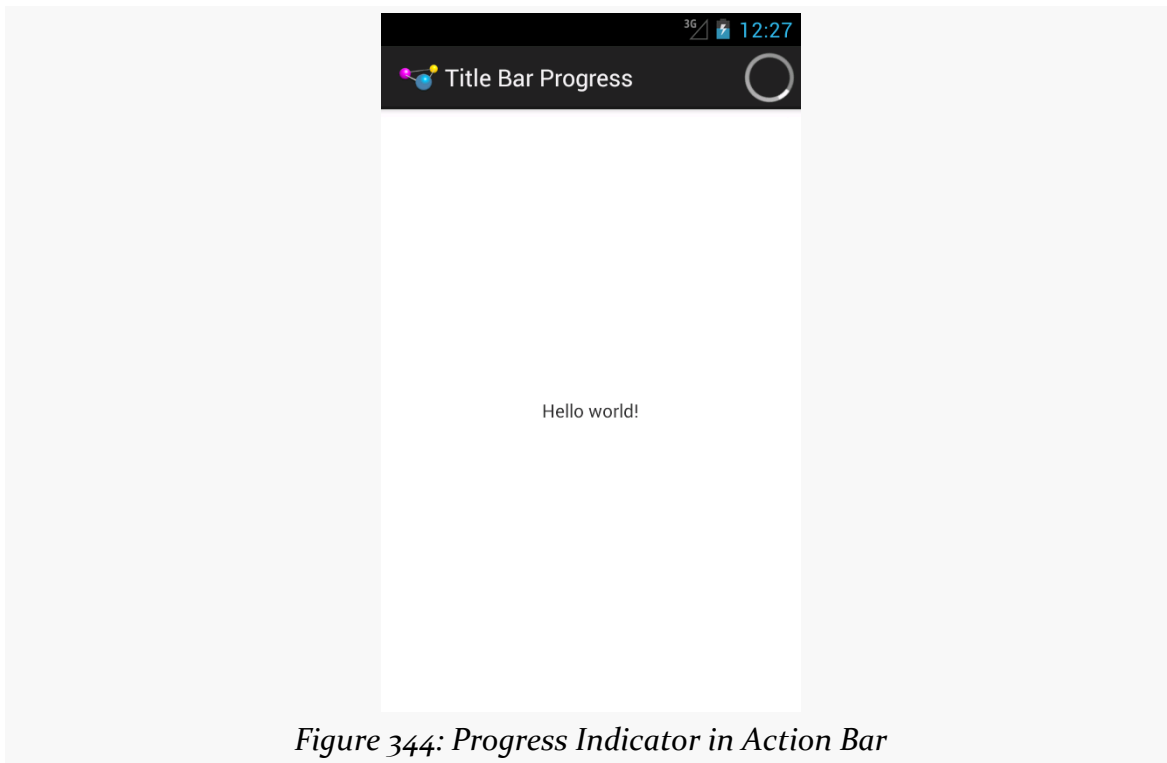 3G 12:27
Title Bar Progress
Hello world!
Figure 344: Progress Indicator in Action Bar